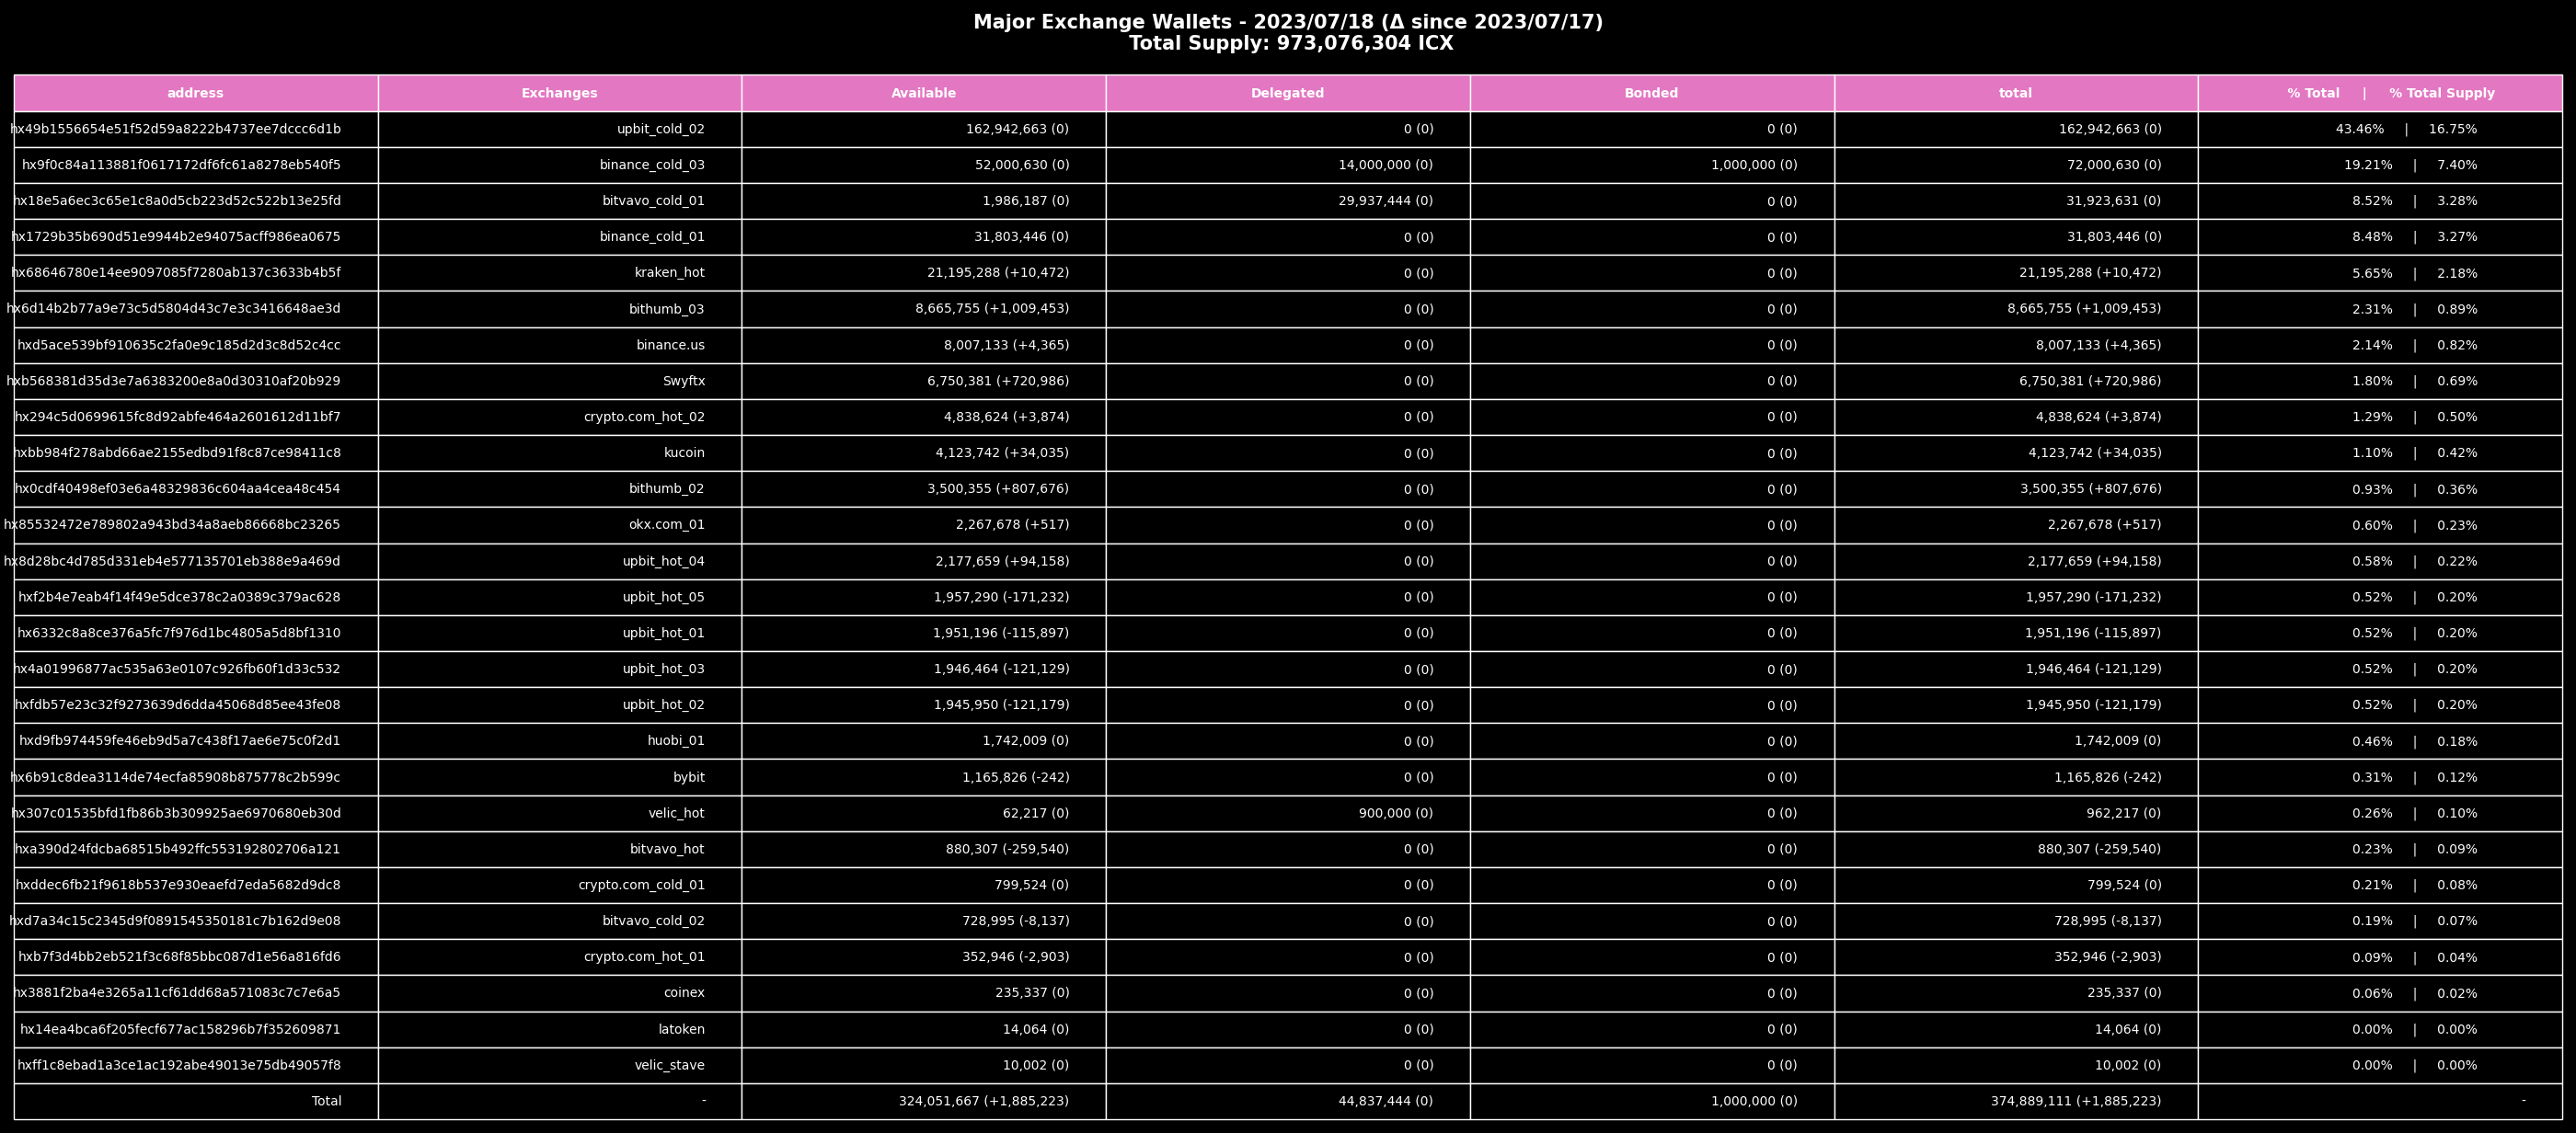 Major Exchange Wallets - 2023/07/18 (Δ since 2023/07/17)
Total Supply: 973,076,304 ICX
address Exchanges Available Delegated Bonded total % Total | % Total Supply
hx49b1556654e51f52d59a8222b4737ee7dccc6d1b upbit_cold_02 162,942,663 (0) 0 (0) 0 (0) 162,942,663 (0) 43.46% | 16.75%
hx9f0c84a113881f0617172df6fc61a8278eb540f5 binance_cold_03 52,000,630 (0) 14,000,000 (0) 1,000,000 (0) 72,000,630 (0) 19.21% | 7.40%
hx18e5a6ec3c65e1c8a0d5cb223d52c522b13e25fd bitvavo_cold_01 1,986,187 (0) 29,937,444 (0) 0 (0) 31,923,631 (0) 8.52% | 3.28%
hx1729b35b690d51e9944b2e94075acff986ea0675 binance_cold_01 31,803,446 (0) 0 (0) 0 (0) 31,803,446 (0) 8.48% | 3.27%
hx68646780e14ee9097085f7280ab137c3633b4b5f kraken_hot 21,195,288 (+10,472) 0 (0) 0 (0) 21,195,288 (+10,472) 5.65% | 2.18%
hx6d14b2b77a9e73c5d5804d43c7e3c3416648ae3d bithumb_03 8,665,755 (+1,009,453) 0 (0) 0 (0) 8,665,755 (+1,009,453) 2.31% | 0.89%
hxd5ace539bf910635c2fa0e9c185d2d3c8d52c4cc binance.us 8,007,133 (+4,365) 0 (0) 0 (0) 8,007,133 (+4,365) 2.14% | 0.82%
hxb568381d35d3e7a6383200e8a0d30310af20b929 Swyftx 6,750,381 (+720,986) 0 (0) 0 (0) 6,750,381 (+720,986) 1.80% | 0.69%
hx294c5d0699615fc8d92abfe464a2601612d11bf7 crypto.com_hot_02 4,838,624 (+3,874) 0 (0) 0 (0) 4,838,624 (+3,874) 1.29% | 0.50%
hxbb984f278abd66ae2155edbd91f8c87ce98411c8 kucoin 4,123,742 (+34,035) 0 (0) 0 (0) 4,123,742 (+34,035) 1.10% | 0.42%
hx0cdf40498ef03e6a48329836c604aa4cea48c454 bithumb_02 3,500,355 (+807,676) 0 (0) 0 (0) 3,500,355 (+807,676) 0.93% | 0.36%
hx85532472e789802a943bd34a8aeb86668bc23265 okx.com_01 2,267,678 (+517) 0 (0) 0 (0) 2,267,678 (+517) 0.60% | 0.23%
hx8d28bc4d785d331eb4e577135701eb388e9a469d upbit_hot_04 2,177,659 (+94,158) 0 (0) 0 (0) 2,177,659 (+94,158) 0.58% | 0.22%
hxf2b4e7eab4f14f49e5dce378c2a0389c379ac628 upbit_hot_05 1,957,290 (-171,232) 0 (0) 0 (0) 1,957,290 (-171,232) 0.52% | 0.20%
hx6332c8a8ce376a5fc7f976d1bc4805a5d8bf1310 upbit_hot_01 1,951,196 (-115,897) 0 (0) 0 (0) 1,951,196 (-115,897) 0.52% | 0.20%
hx4a01996877ac535a63e0107c926fb60f1d33c532 upbit_hot_03 1,946,464 (-121,129) 0 (0) 0 (0) 1,946,464 (-121,129) 0.52% | 0.20%
hxfdb57e23c32f9273639d6dda45068d85ee43fe08 upbit_hot_02 1,945,950 (-121,179) 0 (0) 0 (0) 1,945,950 (-121,179) 0.52% | 0.20%
hxd9fb974459fe46eb9d5a7c438f17ae6e75c0f2d1 huobi_01 1,742,009 (0) 0 (0) 0 (0) 1,742,009 (0) 0.46% | 0.18%
hx6b91c8dea3114de74ecfa85908b875778c2b599c bybit 1,165,826 (-242) 0 (0) 0 (0) 1,165,826 (-242) 0.31% | 0.12%
hx307c01535bfd1fb86b3b309925ae6970680eb30d velic_hot 62,217 (0) 900,000 (0) 0 (0) 962,217 (0) 0.26% | 0.10%
hxa390d24fdcba68515b492ffc553192802706a121 bitvavo_hot 880,307 (-259,540) 0 (0) 0 (0) 880,307 (-259,540) 0.23% | 0.09%
hxddec6fb21f9618b537e930eaefd7eda5682d9dc8 crypto.com_cold_01 799,524 (0) 0 (0) 0 (0) 799,524 (0) 0.21% | 0.08%
hxd7a34c15c2345d9f0891545350181c7b162d9e08 bitvavo_cold_02 728,995 (-8,137) 0 (0) 0 (0) 728,995 (-8,137) 0.19% | 0.07%
hxb7f3d4bb2eb521f3c68f85bbc087d1e56a816fd6 crypto.com_hot_01 352,946 (-2,903) 0 (0) 0 (0) 352,946 (-2,903) 0.09% | 0.04%
hx3881f2ba4e3265a11cf61dd68a571083c7c7e6a5 coinex 235,337 (0) 0 (0) 0 (0) 235,337 (0) 0.06% | 0.02%
hx14ea4bca6f205fecf677ac158296b7f352609871 latoken 14,064 (0) 0 (0) 0 (0) 14,064 (0) 0.00% | 0.00%
hxff1c8ebad1a3ce1ac192abe49013e75db49057f8 velic_stave 10,002 (0) 0 (0) 0 (0) 10,002 (0) 0.00% | 0.00%
Total - 324,051,667 (+1,885,223) 44,837,444 (0) 1,000,000 (0) 374,889,111 (+1,885,223) -